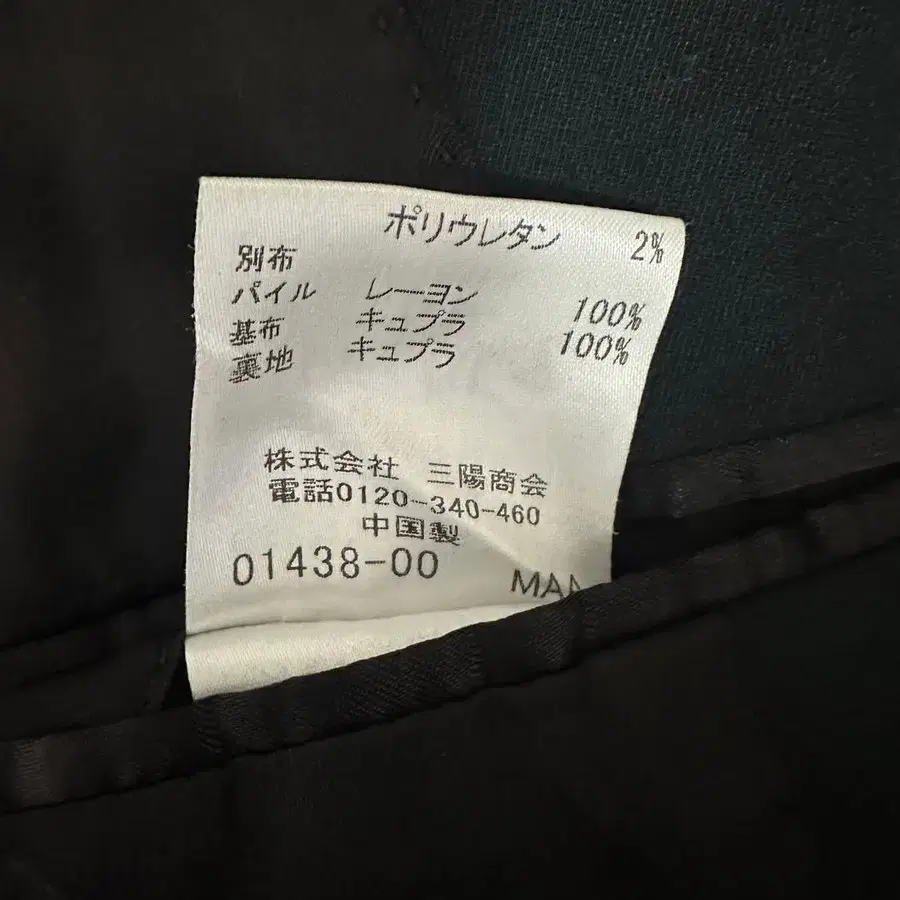 ポリウレタン 2%
別布
パイル レーヨン 100%
基布 キュプラ 100%
裏地 キュプラ
株式会社 三陽商会
電話0120-340-460
中国製
01438-00 MAA